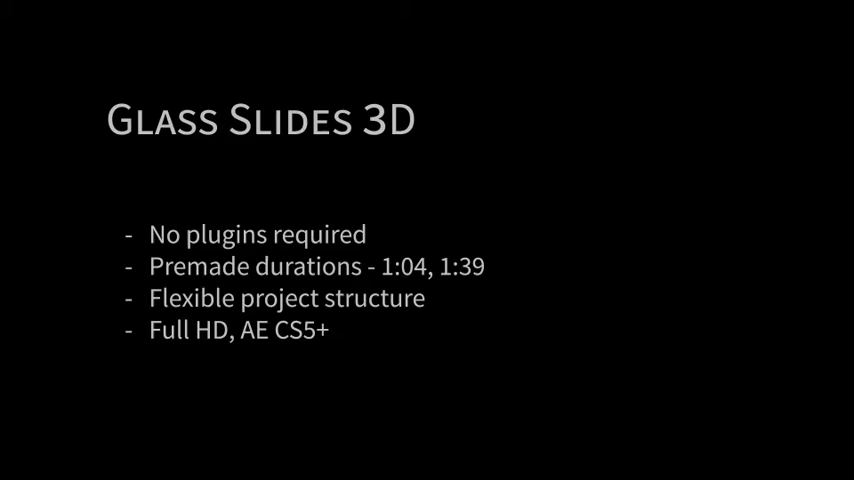 Glass Slides 3D
- No plugins required
- Premade durations - 1:04, 1:39
- Flexible project structure
- Full HD, AE CS5+